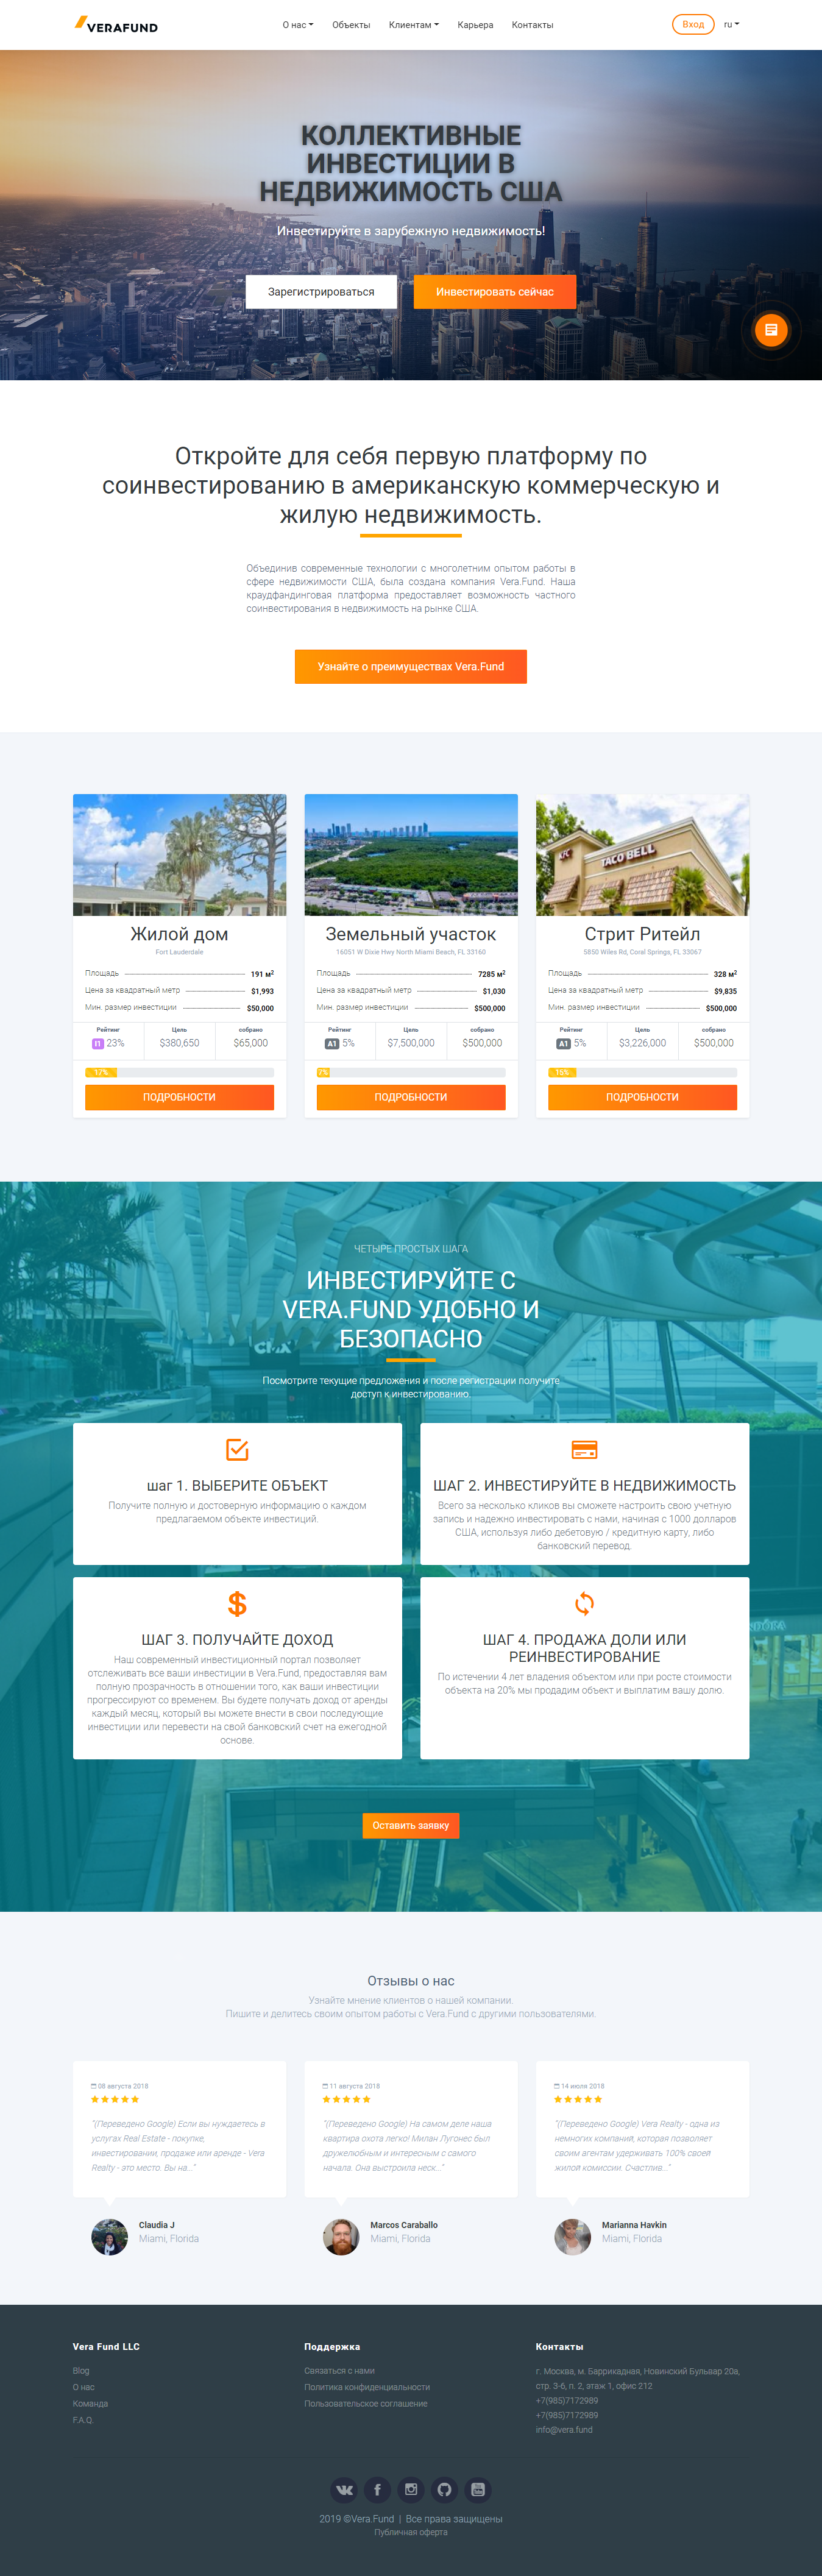 VERAFUND
О нас
Объекты
Клиентам
Карьера
Контакты
Вход
ru
КОЛЛЕКТИВНЫЕ
ИНВЕСТИЦИИ В
НЕДВИЖИМОСТЬ США
Инвестируйте в зарубежную недвижимость!
Зарегистрироваться
Инвестировать сейчас
Откройте для себя первую платформу по
соинвестированию в американскую коммерческую и
жилую недвижимость.
Объединив современные технологии с многолетним опытом работы в
сфере недвижимости США, была создана компания Vera.Fund. Наша
краудфандинговая платформа предоставляет возможность частного
соинвестирования в недвижимость на рынке США.
Узнайте о преимуществах Vera.Fund
Жилой дом
Fort Lauderdale
Площадь 191 м²
Цена за квадратный метр $1,993
Мин. размер инвестиции $50,000
Рейтинг Цель собрано
I1 23% $380,650 $65,000
17%
ПОДРОБНОСТИ
Земельный участок
16051 W Dixie Hwy North Miami Beach, FL 33160
Площадь 7285 м²
Цена за квадратный метр $1,030
Мин. размер инвестиции $500,000
Рейтинг Цель собрано
A1 5% $7,500,000 $500,000
7%
ПОДРОБНОСТИ
KFC
TACO BELL
Стрит Ритейл
5850 Wiles Rd, Coral Springs, FL 33067
Площадь 328 м²
Цена за квадратный метр $9,835
Мин. размер инвестиции $500,000
Рейтинг Цель собрано
A1 5% $3,226,000 $500,000
15%
ПОДРОБНОСТИ
ЧЕТЫРЕ ПРОСТЫХ ШАГА
ИНВЕСТИРУЙТЕ С
VERA.FUND УДОБНО И
БЕЗОПАСНО
Посмотрите текущие предложения и после регистрации получите
доступ к инвестированию.
шаг 1. ВЫБЕРИТЕ ОБЪЕКТ
Получите полную и достоверную информацию о каждом
предлагаемом объекте инвестиций.
ШАГ 2. ИНВЕСТИРУЙТЕ В НЕДВИЖИМОСТЬ
Всего за несколько кликов вы сможете настроить свою учетную
запись и надежно инвестировать с нами, начиная с 1000 долларов
США, используя либо дебетовую / кредитную карту, либо
банковский перевод.
ШАГ 3. ПОЛУЧАЙТЕ ДОХОД
Наш современный инвестиционный портал позволяет
отслеживать все ваши инвестиции в Vera.Fund, предоставляя вам
полную прозрачность в отношении того, как ваши инвестиции
прогрессируют со временем. Вы будете получать доход от аренды
каждый месяц, который вы можете внести в свои последующие
инвестиции или перевести на свой банковский счет на ежегодной
основе.
ШАГ 4. ПРОДАЖА ДОЛИ ИЛИ
РЕИНВЕСТИРОВАНИЕ
По истечении 4 лет владения объектом или при росте стоимости
объекта на 20% мы продадим объект и выплатим вашу долю.
Оставить заявку
Отзывы о нас
Узнайте мнение клиентов о нашей компании.
Пишите и делитесь своим опытом работы с Vera.Fund с другими пользователями.
08 августа 2018
"(Переведено Google) Если вы нуждаетесь в
услугах Real Estate - покупке,
инвестировании, продаже или аренде - Vera
Realty - это место. Вы на..."
Claudia J
Miami, Florida
11 августа 2018
"(Переведено Google) На самом деле наша
квартира охота легко! Милан Лугонес был
дружелюбным и интересным с самого
начала. Она выстроила неск..."
Marcos Caraballo
Miami, Florida
14 июля 2018
"(Переведено Google) Vera Realty - одна из
немногих компаний, которая позволяет
своим агентам удерживать 100% своей
жилой комиссии. Счастлив..."
Marianna Havkin
Miami, Florida
Vera Fund LLC
Blog
О нас
Команда
F.A.Q.
Поддержка
Связаться с нами
Политика конфиденциальности
Пользовательское соглашение
Контакты
г. Москва, м. Баррикадная, Новинский Бульвар 20а,
стр. 3-6, п. 2, этаж 1, офис 212
+7(985)7172989
+7(985)7172989
info@vera.fund
2019 ©Vera.Fund | Все права защищены
Публичная оферта